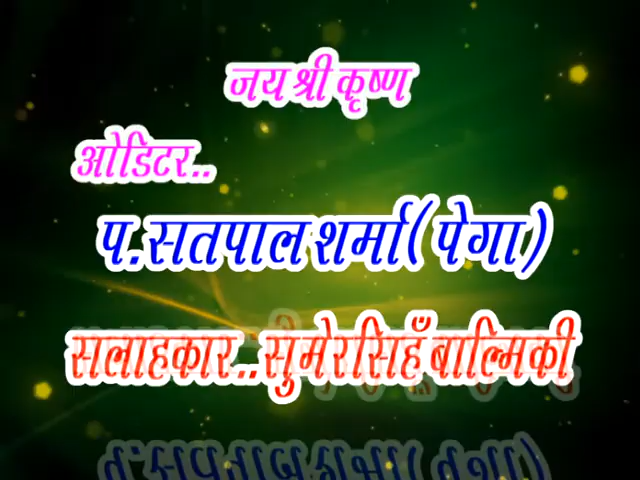 जय श्री कृष्ण
ओडिटर..
प.सतपाल शर्मा( पेगा )
सलाहकार..सुमेरसिहँ बाल्मिकी